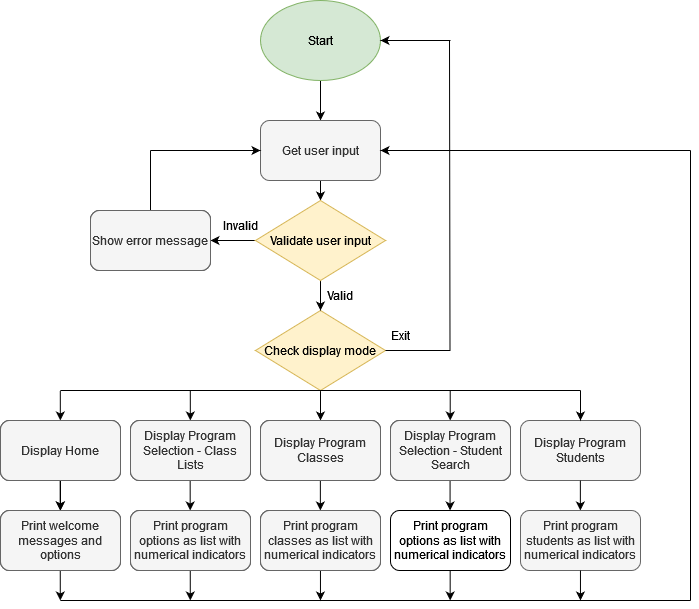 Start
Get user input
Invalid
Show error message
Validate user input
Valid
Exit
Check display mode
Display Home
Display Program
Selection - Class
Lists
Display Program
Classes
Display Program
Selection - Student
Search
Display Program
Students
Print welcome
messages and
options
Print program
options as list with
numerical indicators
Print program
classes as list with
numerical indicators
Print program
options as list with
numerical indicators
Print program
students as list with
numerical indicators